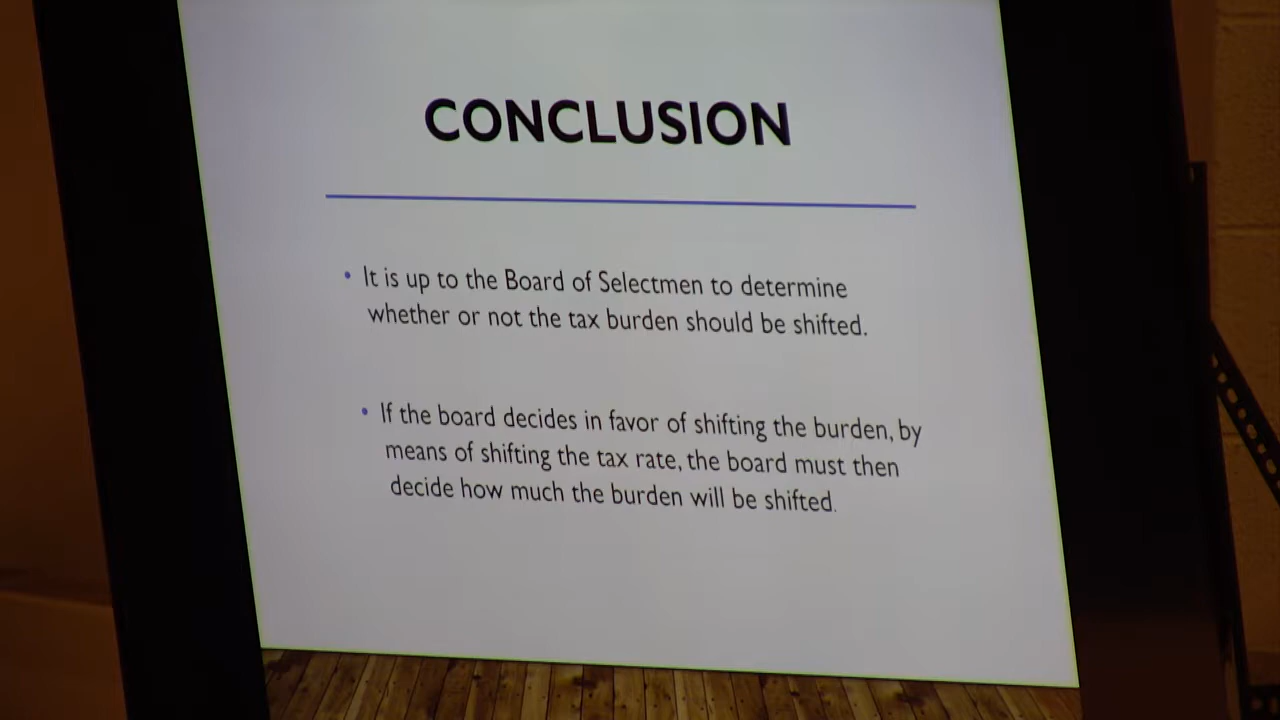 CONCLUSION
• It is up to the Board of Selectmen to determine
whether or not the tax burden should be shifted.
• If the board decides in favor of shifting the burden, by
means of shifting the tax rate, the board must then
decide how much the burden will be shifted.